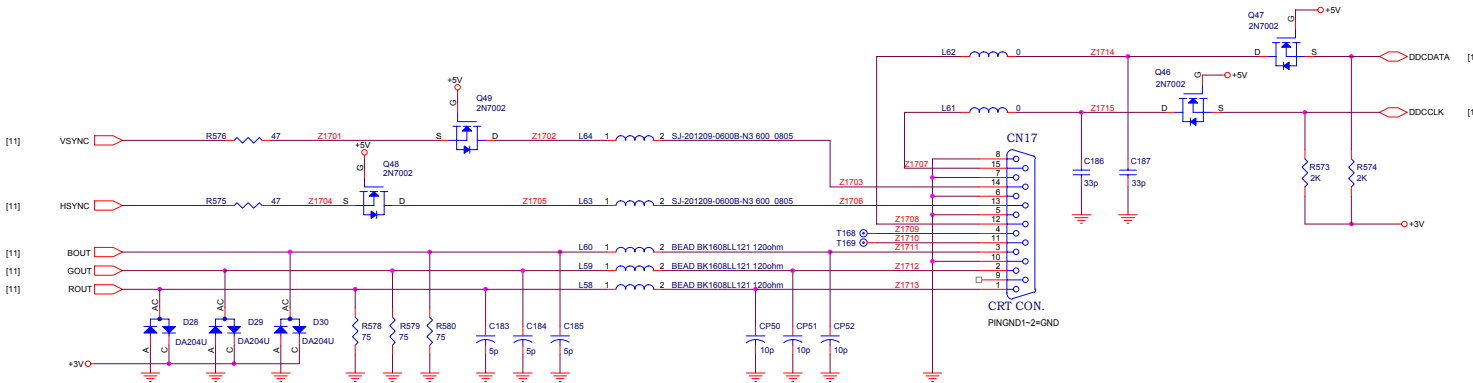 Q47
2N7002
G
+5V
L62
0
Z1714
D
S
DDCDATA
[1
Q46
2N7002
G
+5V
L61
0
Z1715
D
S
DDCCLK
[1
+5V
G
Q49
2N7002
[11]
VSYNC
R576
47
Z1701
S
D
Z1702
L64
1
2
SJ-201209-0600B-N3 600 0805
+5V
G
Q48
2N7002
[11]
HSYNC
R575
47
Z1704
S
D
Z1705
L63
1
2
SJ-201209-0600B-N3 600 0805
Z1706
Z1703
Z1707
CN17
8
15
7
14
6
13
5
12
4
11
3
10
2
9
1
CRT CON.
PINGND1~2=GND
Z1708
T168
Z1709
T169
Z1710
Z1711
Z1712
Z1713
C186
33p
C187
33p
R573
2K
R574
2K
+3V
[11]
BOUT
L60
1
2
BEAD BK1608LL121 120ohm
[11]
GOUT
L59
1
2
BEAD BK1608LL121 120ohm
[11]
ROUT
L58
1
2
BEAD BK1608LL121 120ohm
AC
D28
DA204U
A
C
AC
D29
DA204U
A
C
AC
D30
DA204U
A
C
+3V
R578
75
R579
75
R580
75
C183
5p
C184
5p
C185
5p
CP50
10p
CP51
10p
CP52
10p